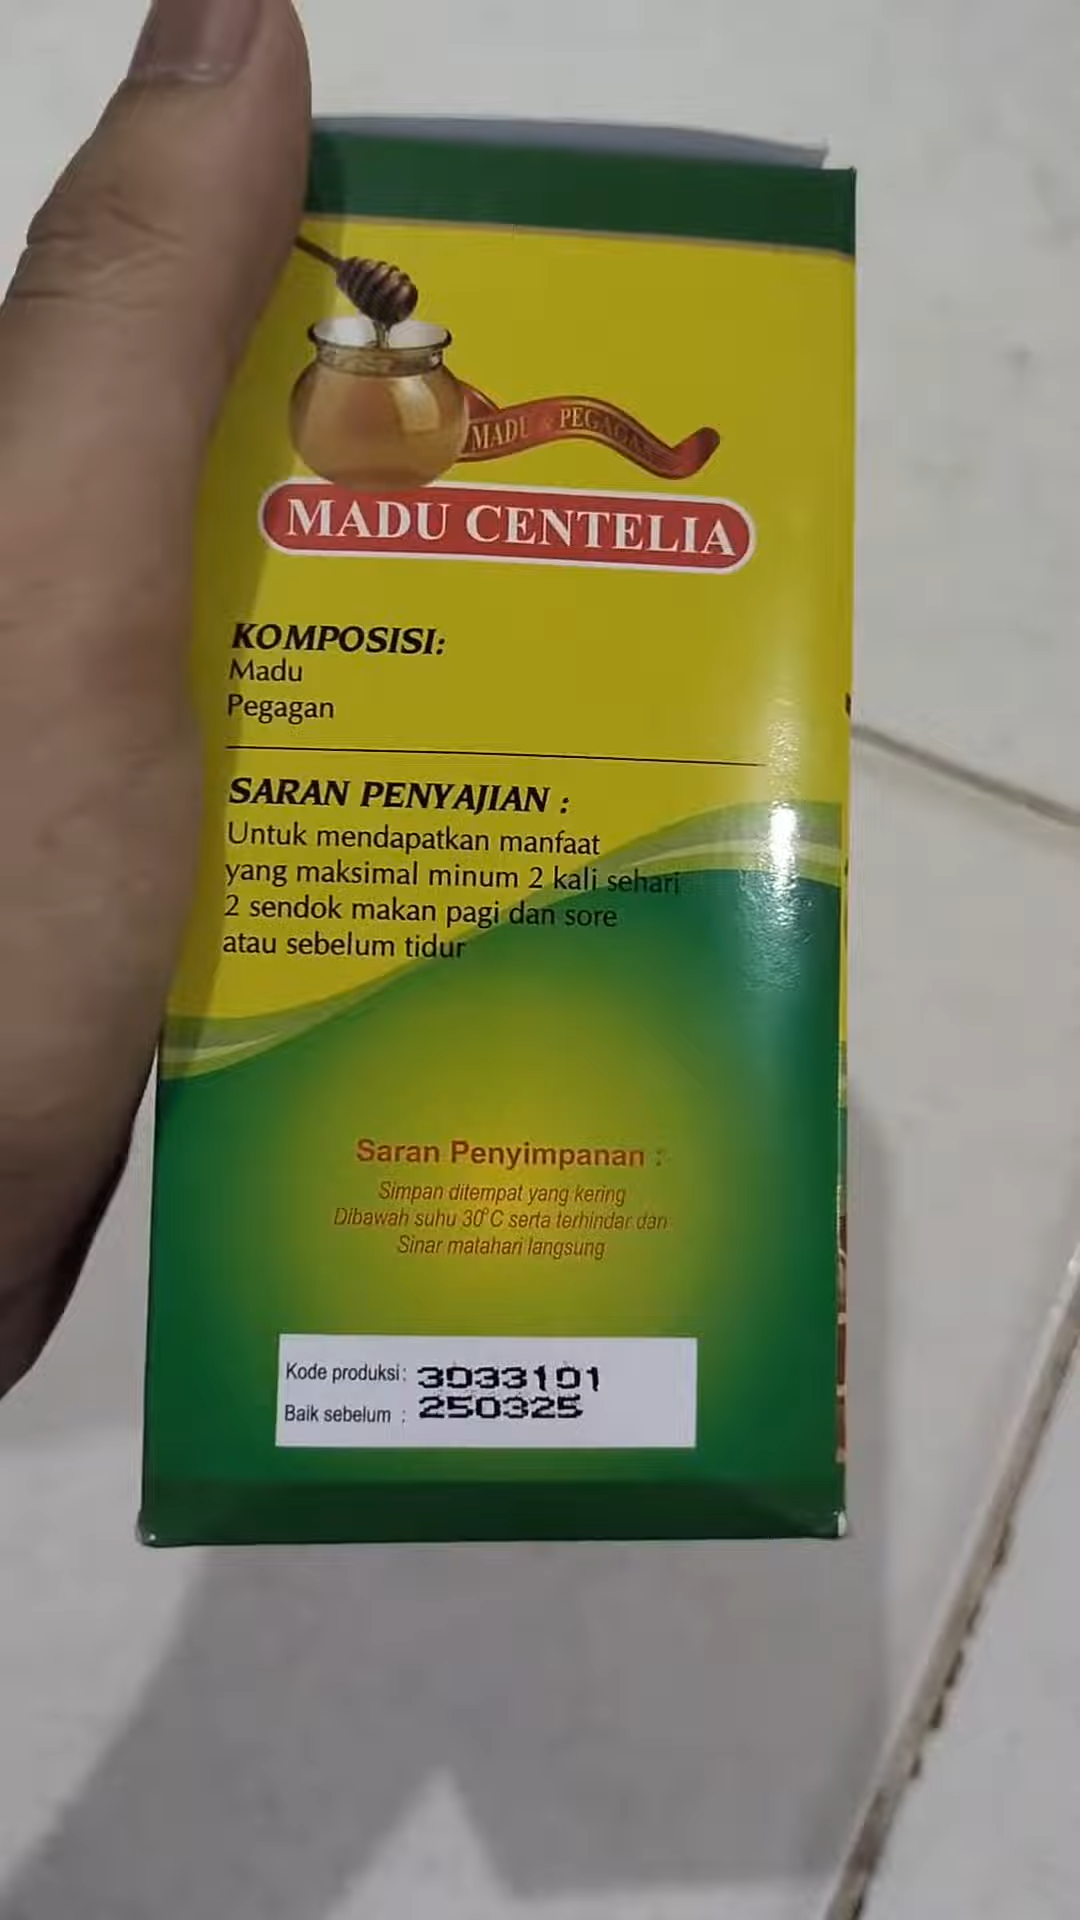 MADU & PEGAGAN
MADU CENTELIA
KOMPOSISI:
Madu
Pegagan
SARAN PENYAJIAN :
Untuk mendapatkan manfaat
yang maksimal minum 2 kali sehari
2 sendok makan pagi dan sore
atau sebelum tidur
Saran Penyimpanan :
Simpan ditempat yang kering
Dibawah suhu 30°C serta terhindar dari
Sinar matahari langsung
Kode produksi: 3033101
Baik sebelum : 250325